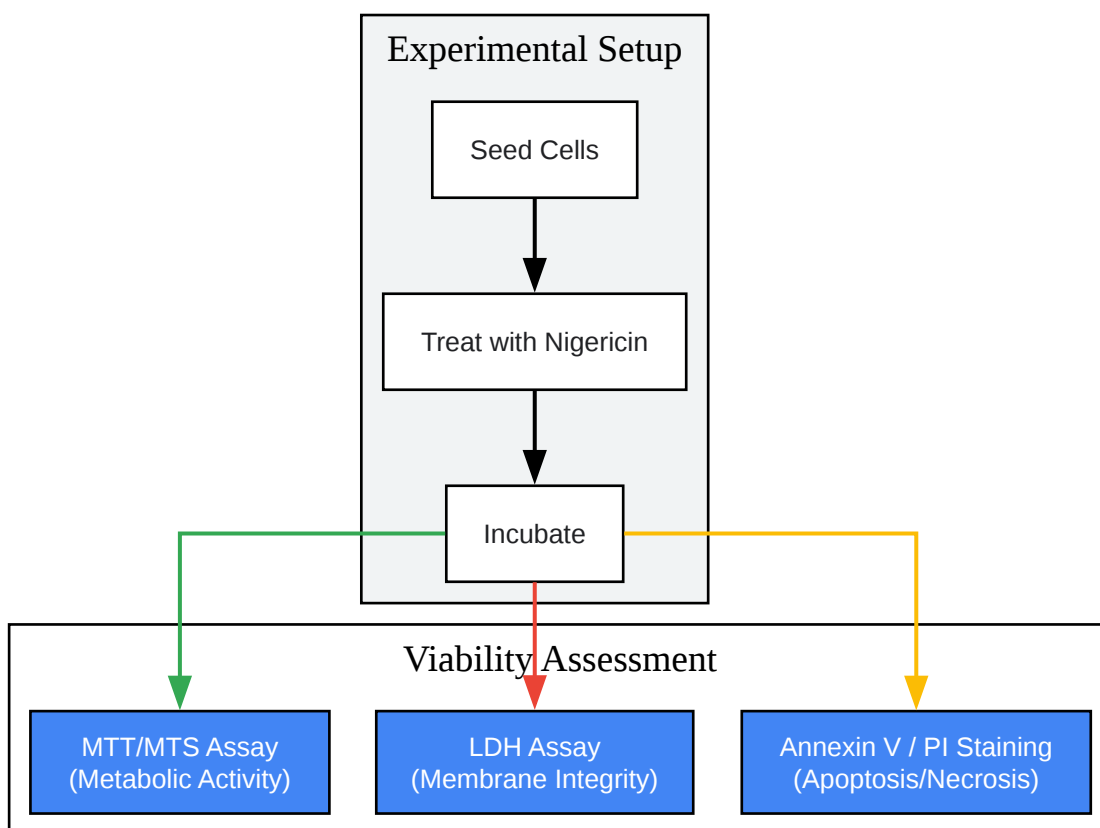 Experimental Setup
Seed Cells
Treat with Nigericin
Incubate
Viability Assessment
MTT/MTS Assay
(Metabolic Activity)
LDH Assay
(Membrane Integrity)
Annexin V / PI Staining
(Apoptosis/Necrosis)